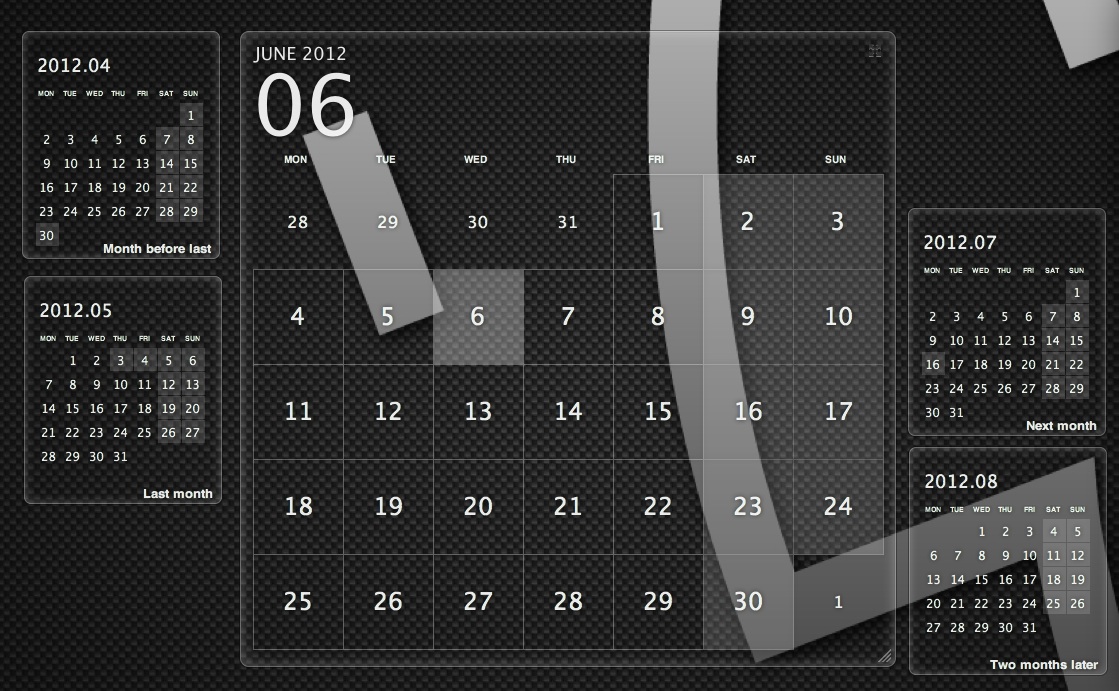 2012.04
MON TUE WED THU FRI SAT SUN
1
2 3 4 5 6 7 8
9 10 11 12 13 14 15
16 17 18 19 20 21 22
23 24 25 26 27 28 29
30
Month before last
2012.05
MON TUE WED THU FRI SAT SUN
1 2 3 4 5 6
7 8 9 10 11 12 13
14 15 16 17 18 19 20
21 22 23 24 25 26 27
28 29 30 31
Last month
JUNE 2012
06
MON TUE WED THU FRI SAT SUN
28 29 30 31 1 2 3
4 5 6 7 8 9 10
11 12 13 14 15 16 17
18 19 20 21 22 23 24
25 26 27 28 29 30 1
2012.07
MON TUE WED THU FRI SAT SUN
1
2 3 4 5 6 7 8
9 10 11 12 13 14 15
16 17 18 19 20 21 22
23 24 25 26 27 28 29
30 31
Next month
2012.08
MON TUE WED THU FRI SAT SUN
1 2 3 4 5
6 7 8 9 10 11 12
13 14 15 16 17 18 19
20 21 22 23 24 25 26
27 28 29 30 31
Two months later